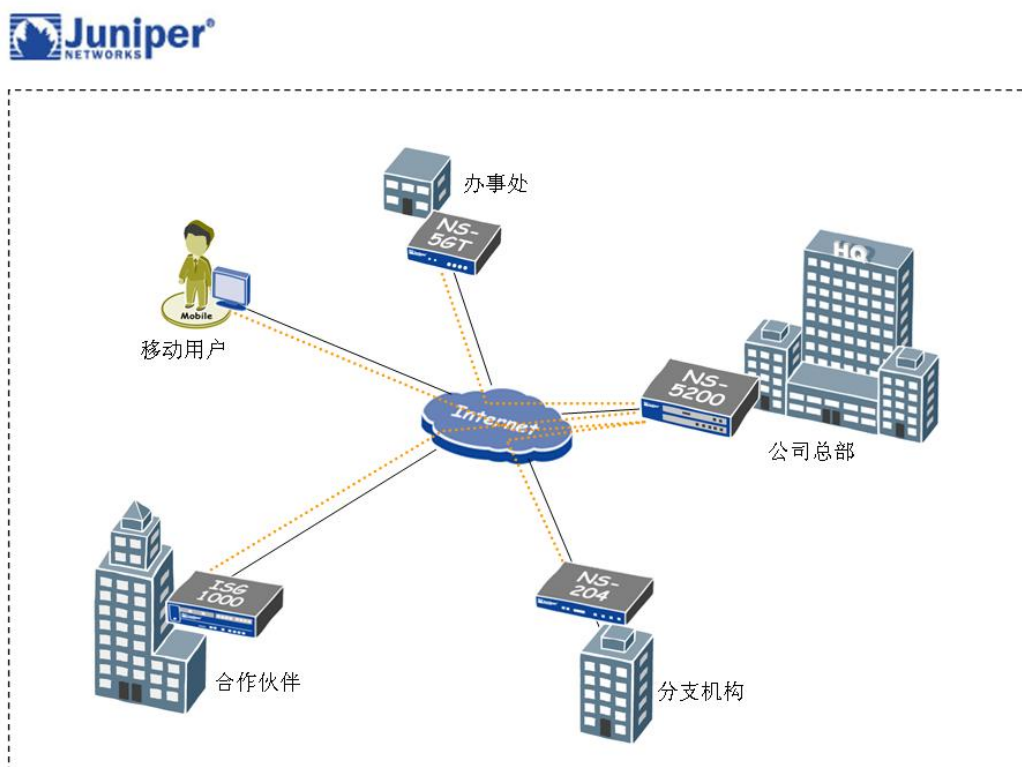 Juniper®
NETWORKS
办事处
NS-
5GT
HQ
Mobile
移动用户
NS-
5200
Internet
公司总部
ISG
1000
NS-
204
合作伙伴
分支机构